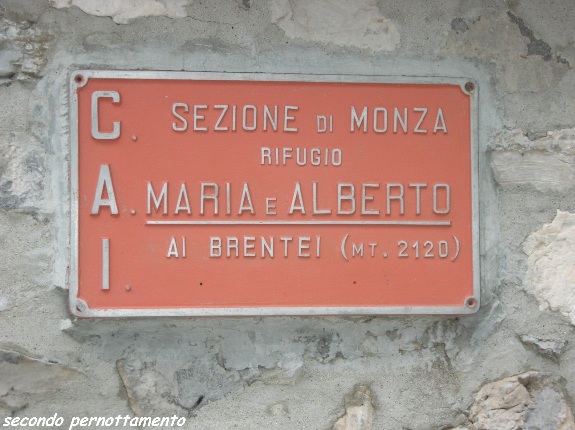 C.A.I.
SEZIONE DI MONZA
RIFUGIO
MARIA E ALBERTO
AI BRENTEI (MT. 2120)
secondo pernottamento